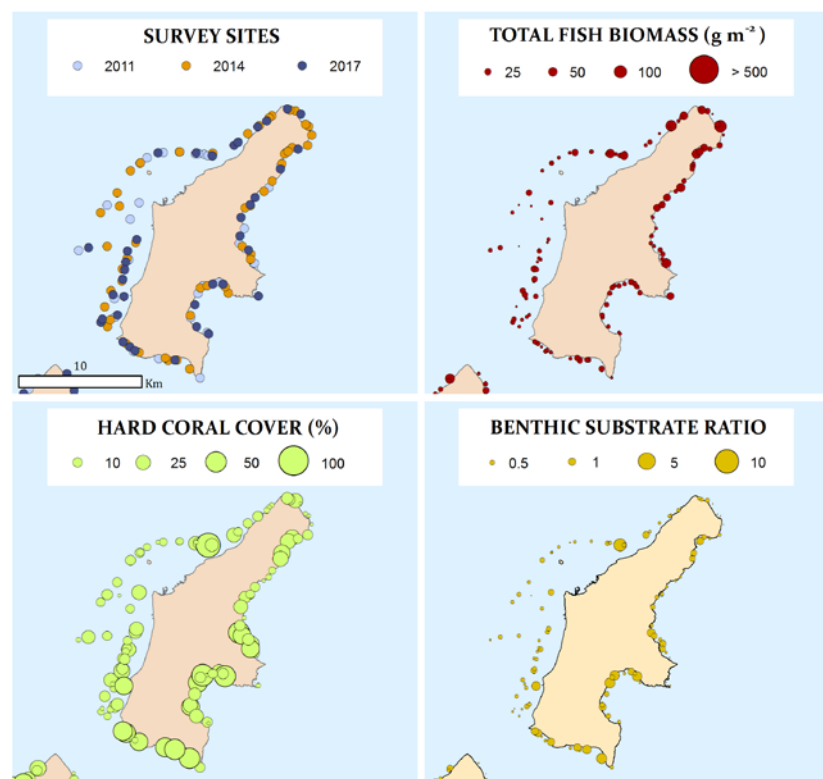 SURVEY SITES
2011 2014 2017
10
Km
TOTAL FISH BIOMASS (g m⁻²)
25 50 100 > 500
HARD CORAL COVER (%)
10 25 50 100
BENTHIC SUBSTRATE RATIO
0.5 1 5 10